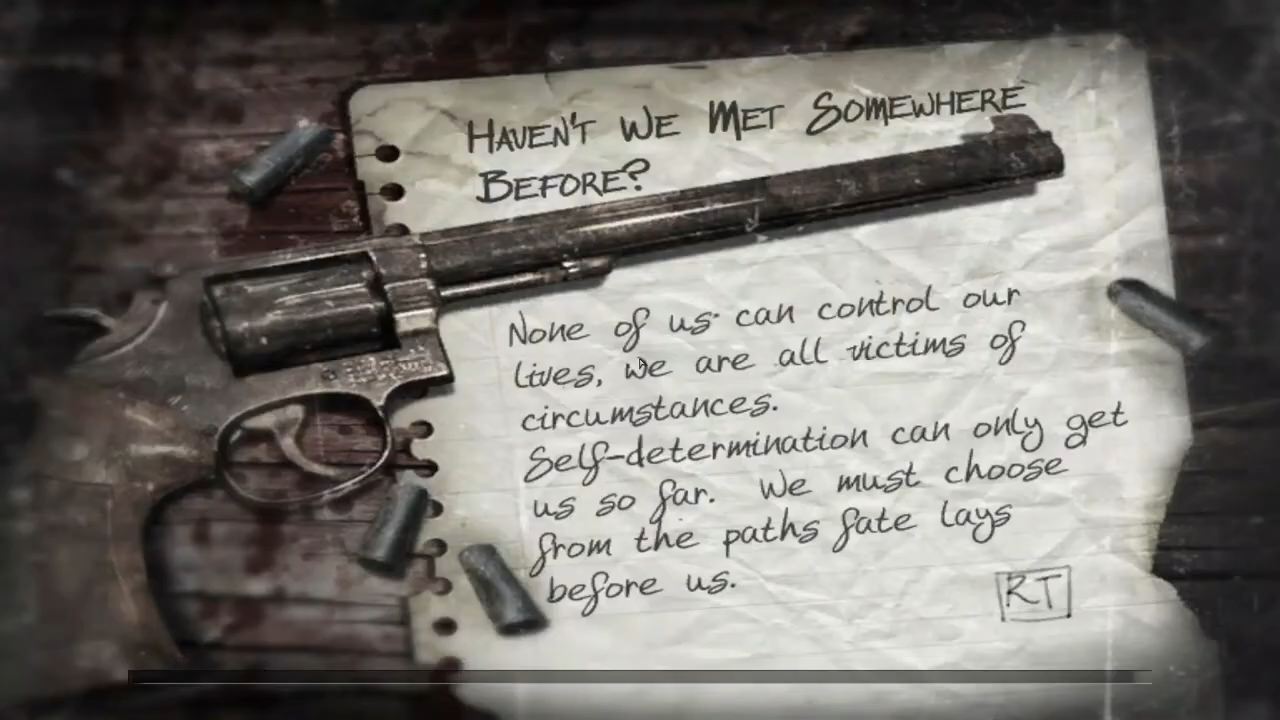 HAVEN'T WE MET SOMEWHERE
BEFORE?
None of us can control our
lives, we are all victims of
circumstances.
Self-determination can only get
us so far. We must choose
from the paths fate lays
before us.
RT